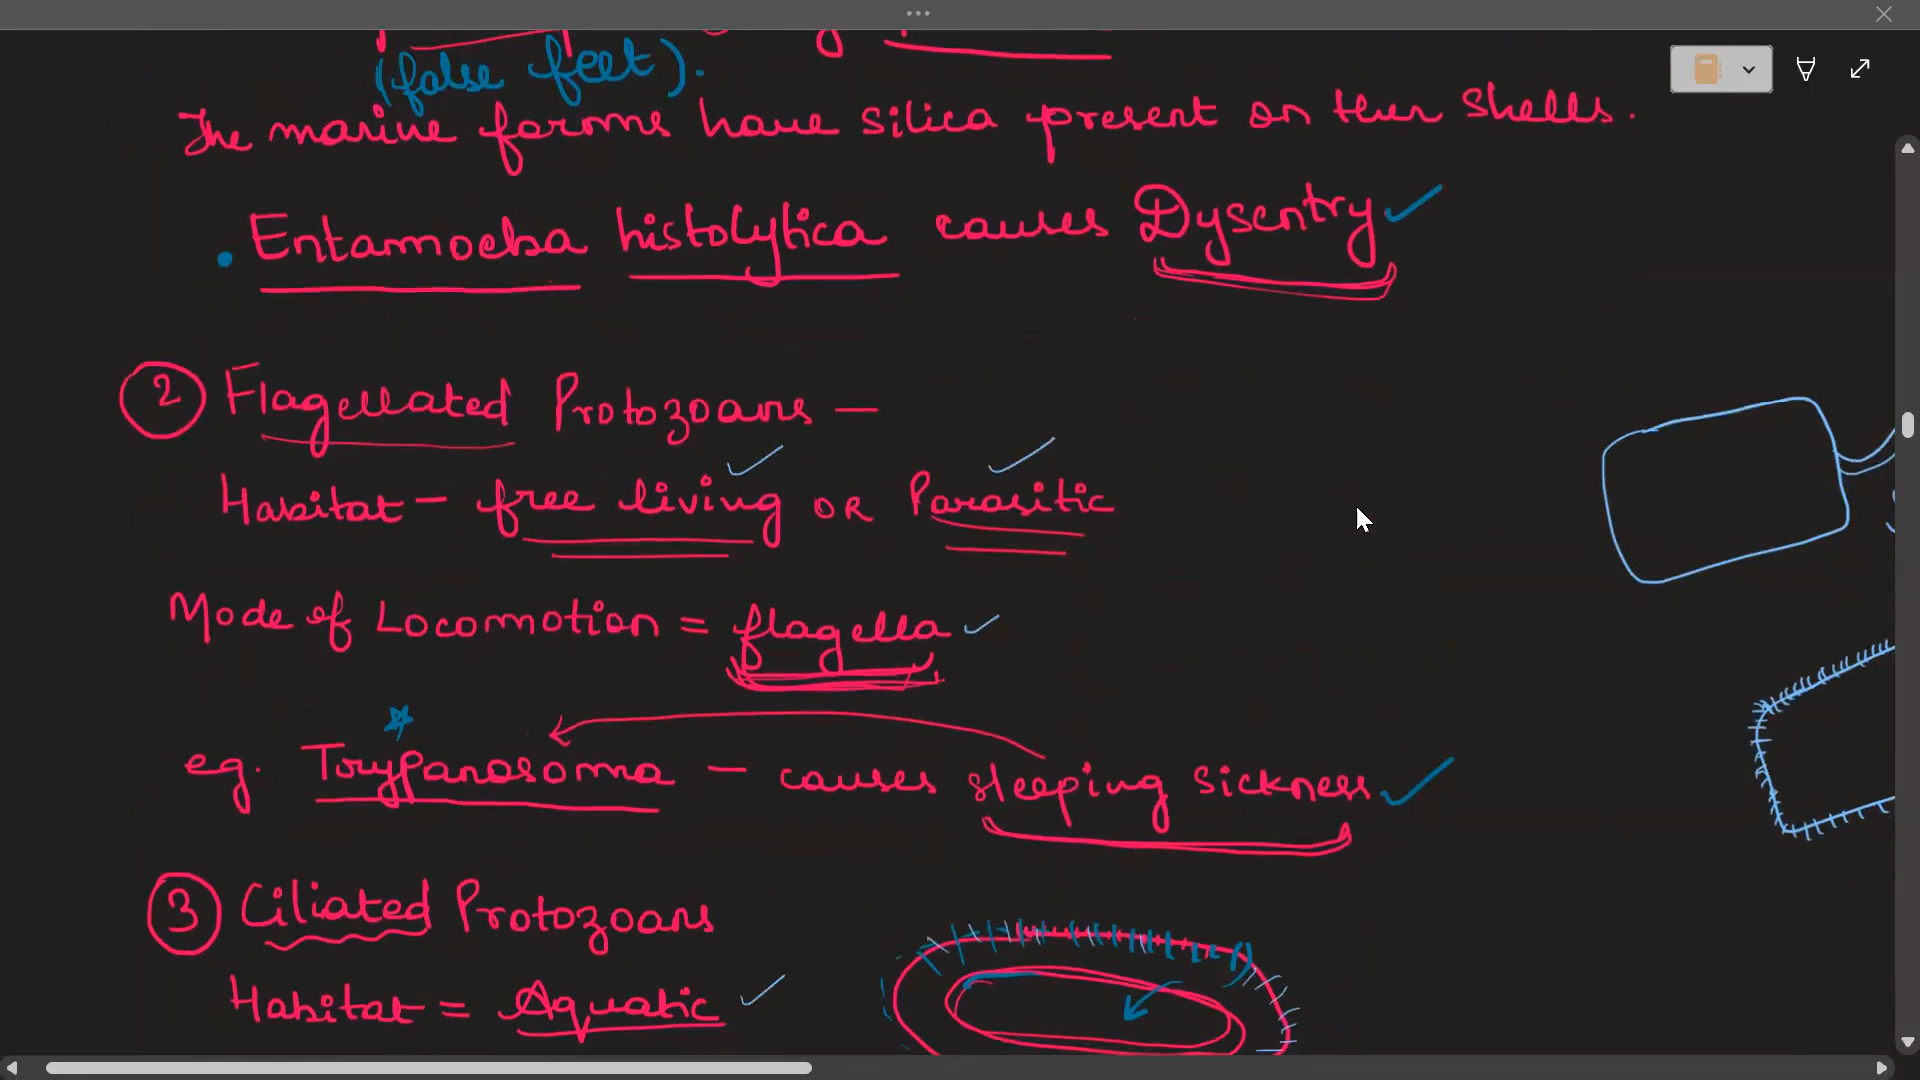 (false feet).
The marine forms have silica present on their shells.
. Entamoeba histolytica causes Dysentry
2 Flagellated Protozoans —
Habitat – free living OR Parasitic
Mode of Locomotion = flagella
eg. Trypanosoma – causes sleeping sickness
3 Ciliated Protozoans
Habitat = Aquatic